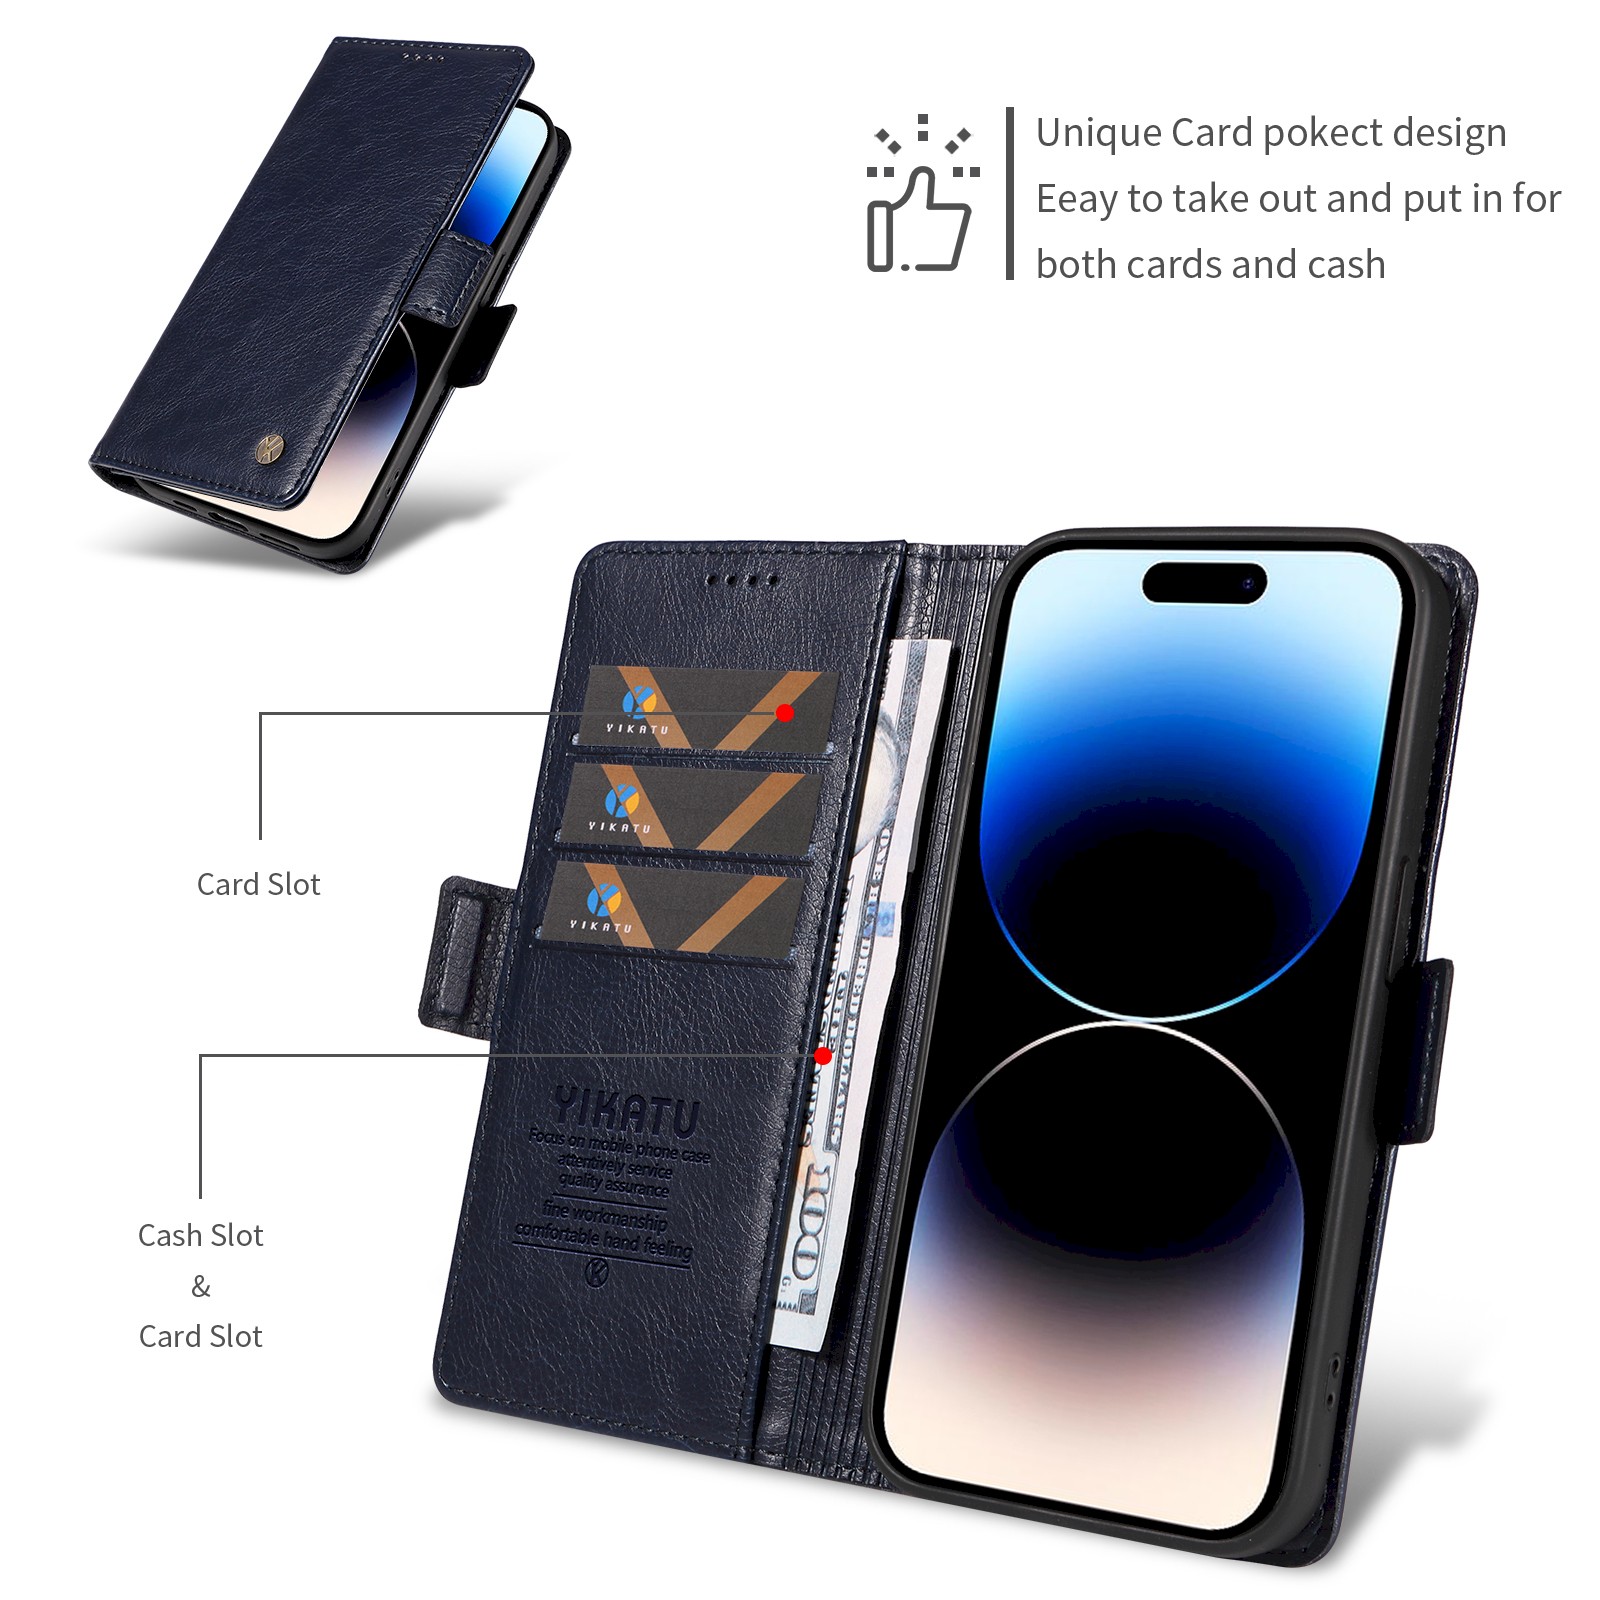 Unique Card pokect design
Eeay to take out and put in for
both cards and cash
YIKATU
YIKATU
YIKATU
Card Slot
YIKATU
Focus on mobile phone case
attentively service
quality assurance
fine workmanship
comfortable hand feeling
100
Cash Slot
&
Card Slot